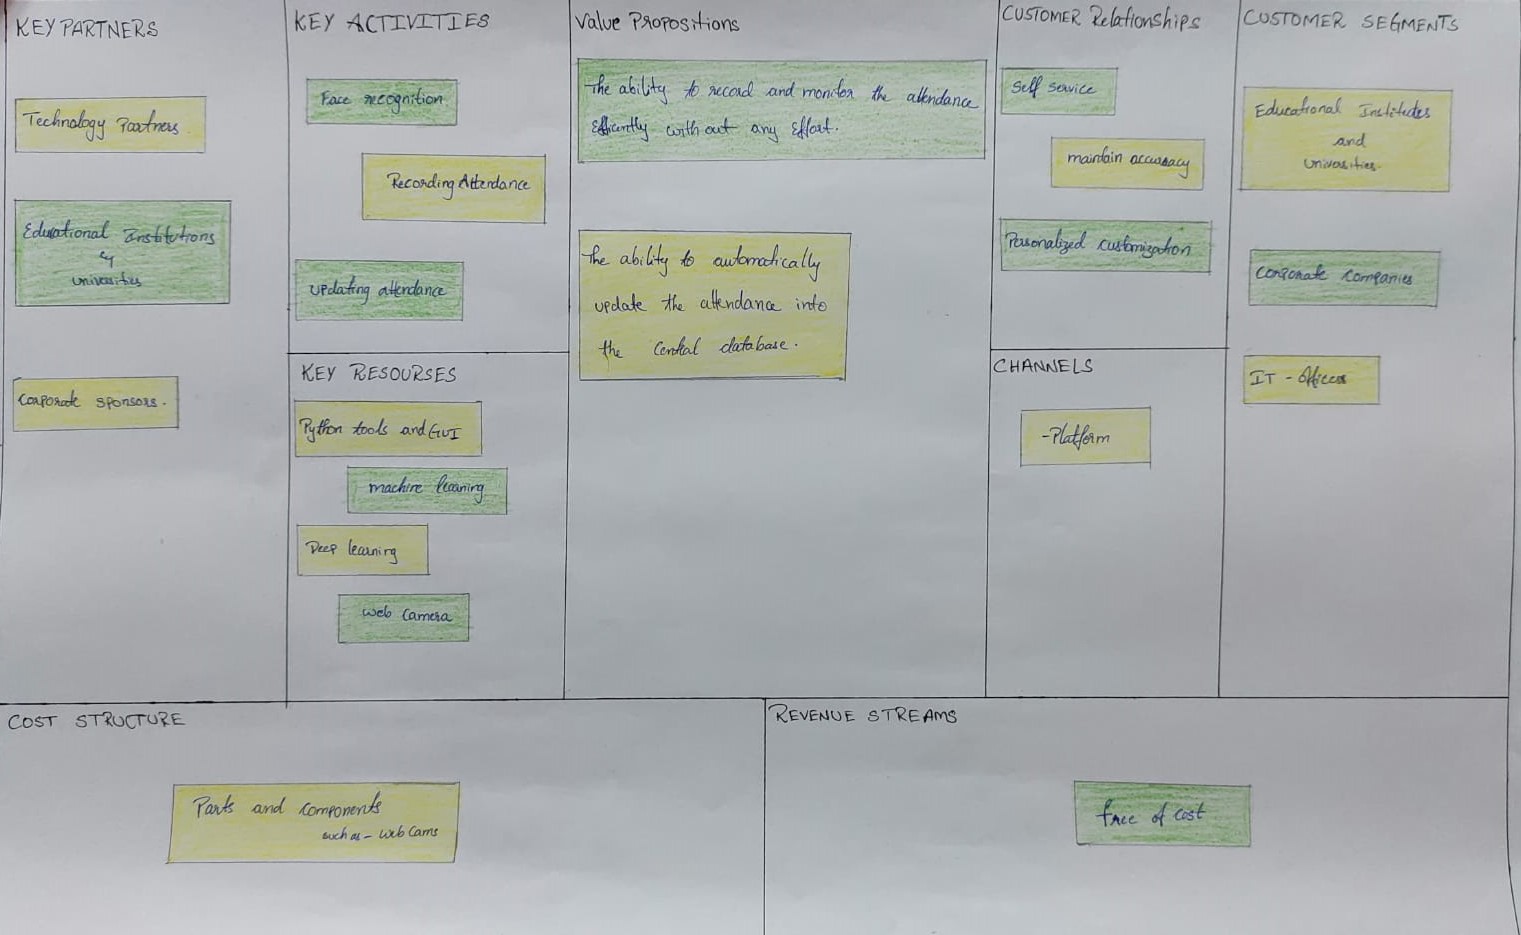 KEY PARTNERS
Technology Partners
Educational Institutions
&
universities
Corporate sponsors.
KEY ACTIVITIES
Face recognition
Recording Attendance
updating attendance
KEY RESOURSES
Python tools and GUI
machine learning
Deep learning
web camera
Value Propositions
The ability to record and monitor the attendance
Efficently with out any Effort.
The ability to automatically
update the attendance into
the central database.
CUSTOMER Relationships
Self service
maintain accuracy
Personalized customization
CHANNELS
-Platform
CUSTOMER SEGMENTS
Educational Institutes
and
universities.
Corporate companies
IT - offices
COST STRUCTURE
Parts and components
such as - web cams
REVENUE STREAMS
free of cost